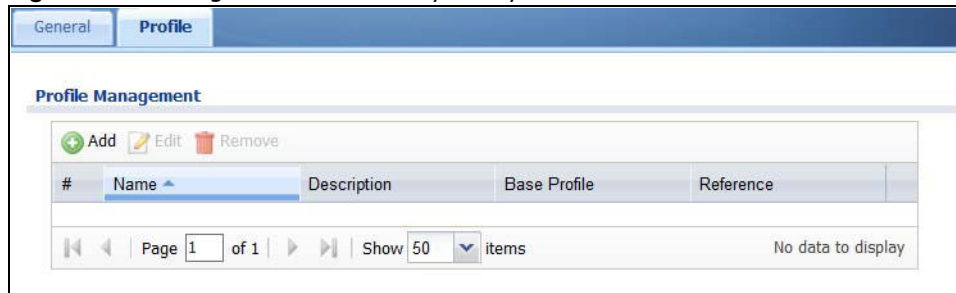 General Profile
Profile Management
Add Edit Remove
# Name Description Base Profile Reference
Page 1 of 1 Show 50 items No data to display